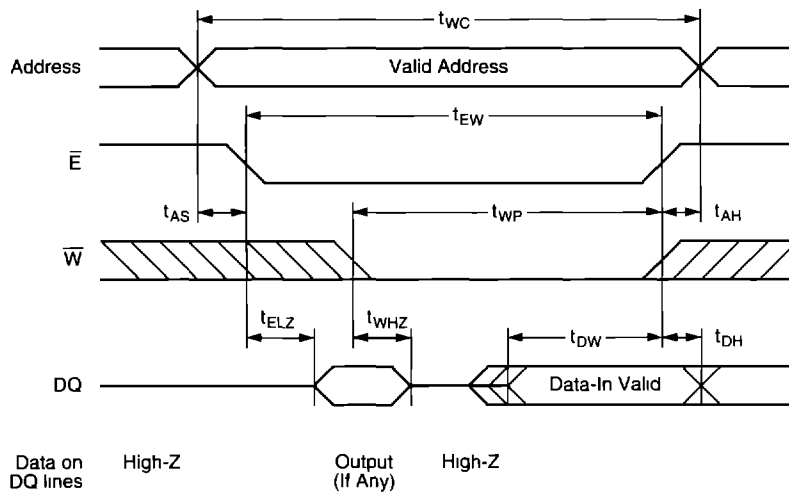 tWC
Address
Valid Address
tEW
E
tAS
tWP
tAH
W
tELZ
tWHZ
tDW
tDH
DQ
Data-In Valid
Data on DQ lines
High-Z
Output
(If Any)
High-Z